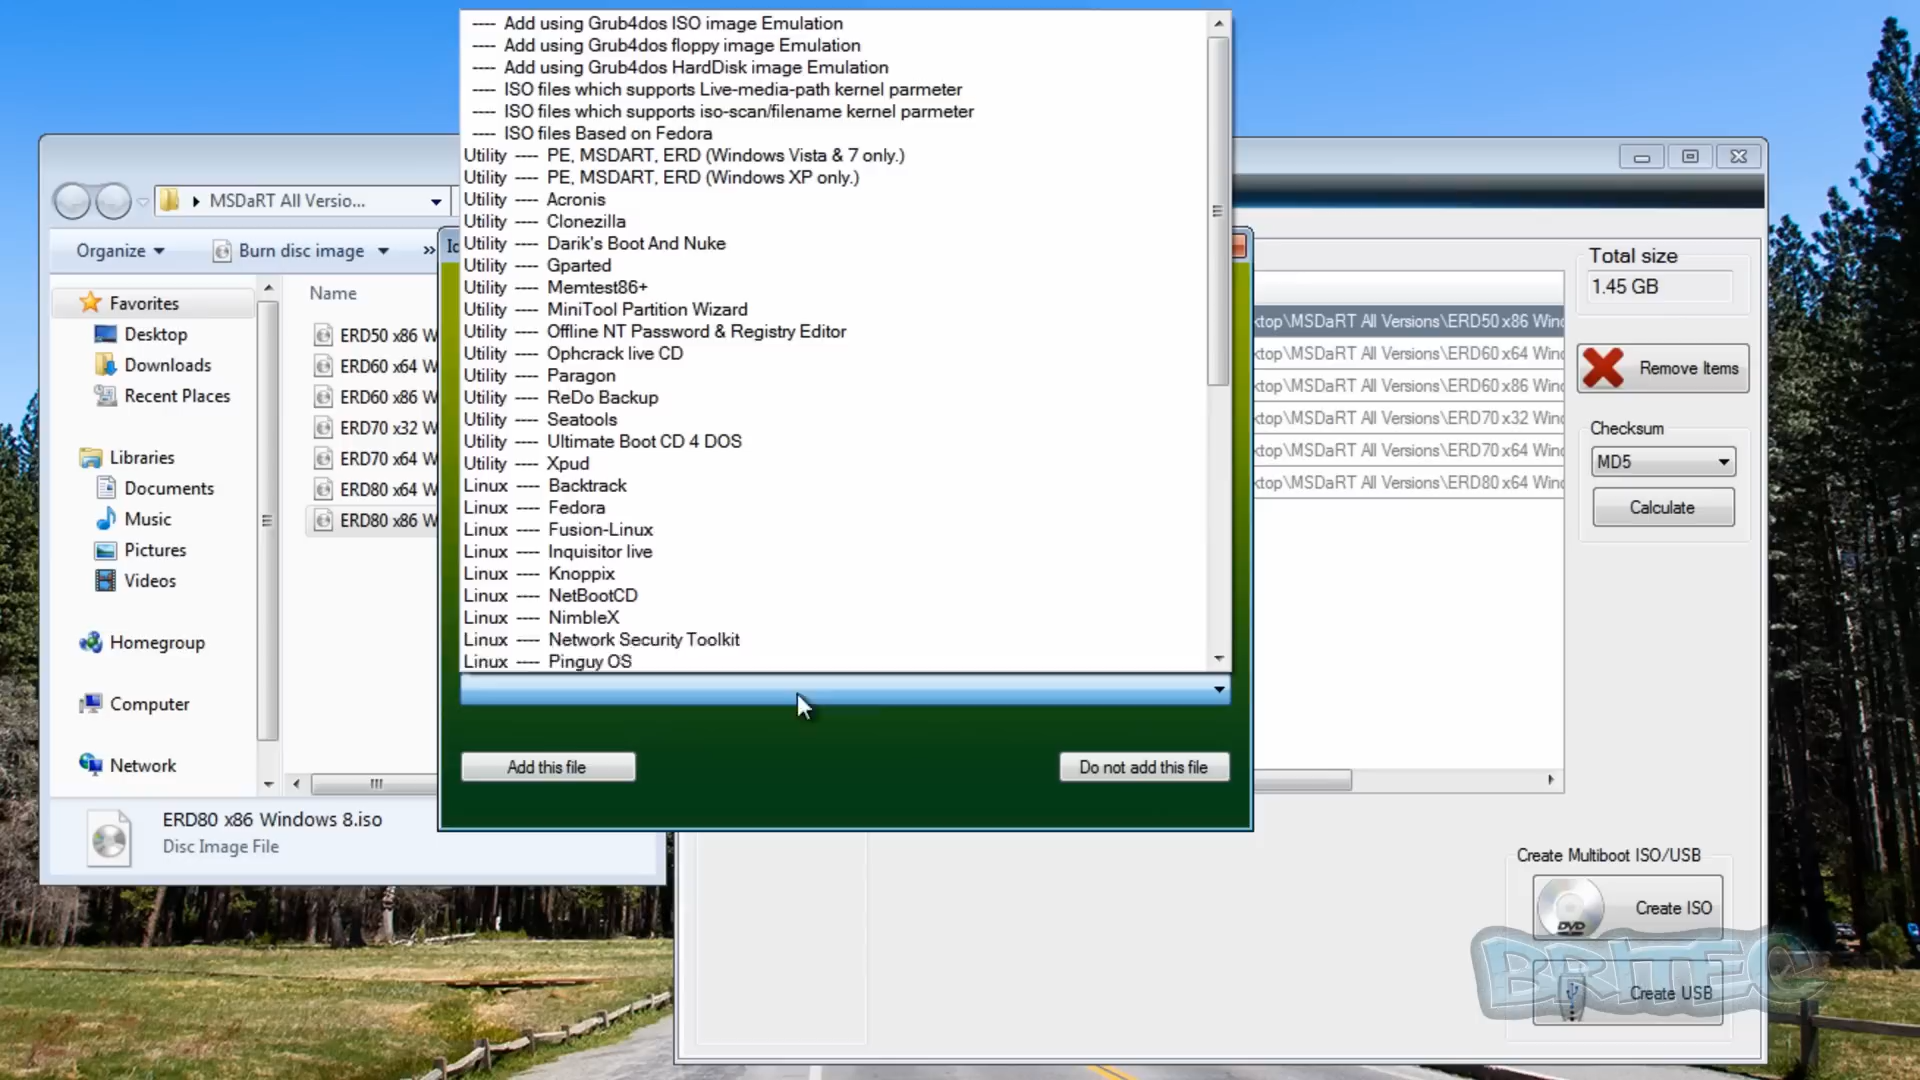 ---- Add using Grub4dos ISO image Emulation
---- Add using Grub4dos floppy image Emulation
---- Add using Grub4dos HardDisk image Emulation
---- ISO files which supports Live-media-path kernel parmeter
---- ISO files which supports iso-scan/filename kernel parmeter
---- ISO files Based on Fedora
Utility ---- PE, MSDART, ERD (Windows Vista & 7 only.)
Utility ---- PE, MSDART, ERD (Windows XP only.)
Utility ---- Acronis
Utility ---- Clonezilla
Utility ---- Darik's Boot And Nuke
Utility ---- Gparted
Utility ---- Memtest86+
Utility ---- MiniTool Partition Wizard
Utility ---- Offline NT Password & Registry Editor
Utility ---- Ophcrack live CD
Utility ---- Paragon
Utility ---- ReDo Backup
Utility ---- Seatools
Utility ---- Ultimate Boot CD 4 DOS
Utility ---- Xpud
Linux ---- Backtrack
Linux ---- Fedora
Linux ---- Fusion-Linux
Linux ---- Inquisitor live
Linux ---- Knoppix
Linux ---- NetBootCD
Linux ---- NimbleX
Linux ---- Network Security Toolkit
Linux ---- Pinguy OS
Add this file
Do not add this file
MSDaRT All Versio...
Organize
Burn disc image
»
Favorites
Desktop
Downloads
Recent Places
Libraries
Documents
Music
Pictures
Videos
Homegroup
Computer
Network
Name
ERD50 x86 W
ERD60 x64 W
ERD60 x86 W
ERD70 x32 W
ERD70 x64 W
ERD80 x64 W
ERD80 x86 W
ERD80 x86 Windows 8.iso
Disc Image File
ktop\MSDaRT All Versions\ERD50 x86 Wind
ktop\MSDaRT All Versions\ERD60 x64 Wind
ktop\MSDaRT All Versions\ERD60 x86 Wind
ktop\MSDaRT All Versions\ERD70 x32 Wind
ktop\MSDaRT All Versions\ERD70 x64 Wind
ktop\MSDaRT All Versions\ERD80 x64 Wind
Total size
1.45 GB
Remove Items
Checksum
MD5
Calculate
Create Multiboot ISO/USB
DVD
Create ISO
BRITEC
Create USB